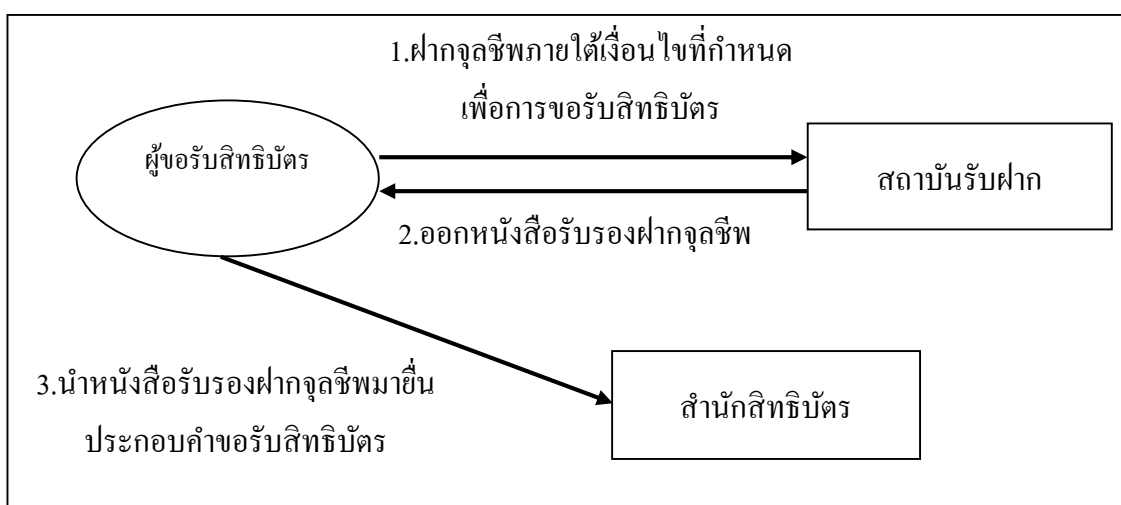 1.ฝากจุลชีพภายใต้เงื่อนไขที่กำหนด
เพื่อการขอรับสิทธิบัตร
ผู้ขอรับสิทธิบัตร
สถาบันรับฝาก
2.ออกหนังสือรับรองฝากจุลชีพ
3.นำหนังสือรับรองฝากจุลชีพมายื่น
ประกอบคำขอรับสิทธิบัตร
สำนักสิทธิบัตร